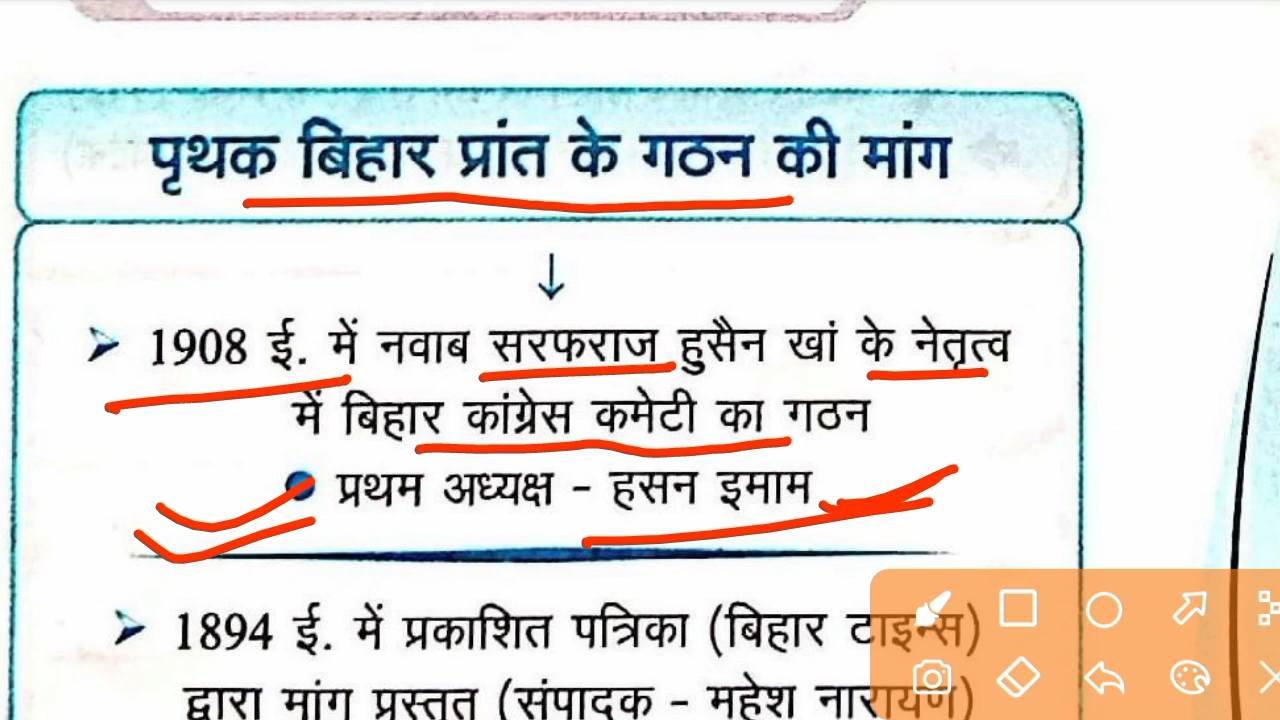 पृथक बिहार प्रांत के गठन की मांग
1908 ई. में नवाब सरफराज हुसैन खां के नेतृत्व
में बिहार कांग्रेस कमेटी का गठन
प्रथम अध्यक्ष - हसन इमाम
1894 ई. में प्रकाशित पत्रिका (बिहार टाइम्स)
द्वारा मांग प्रस्तुत (संपादक - महेश नारायण)